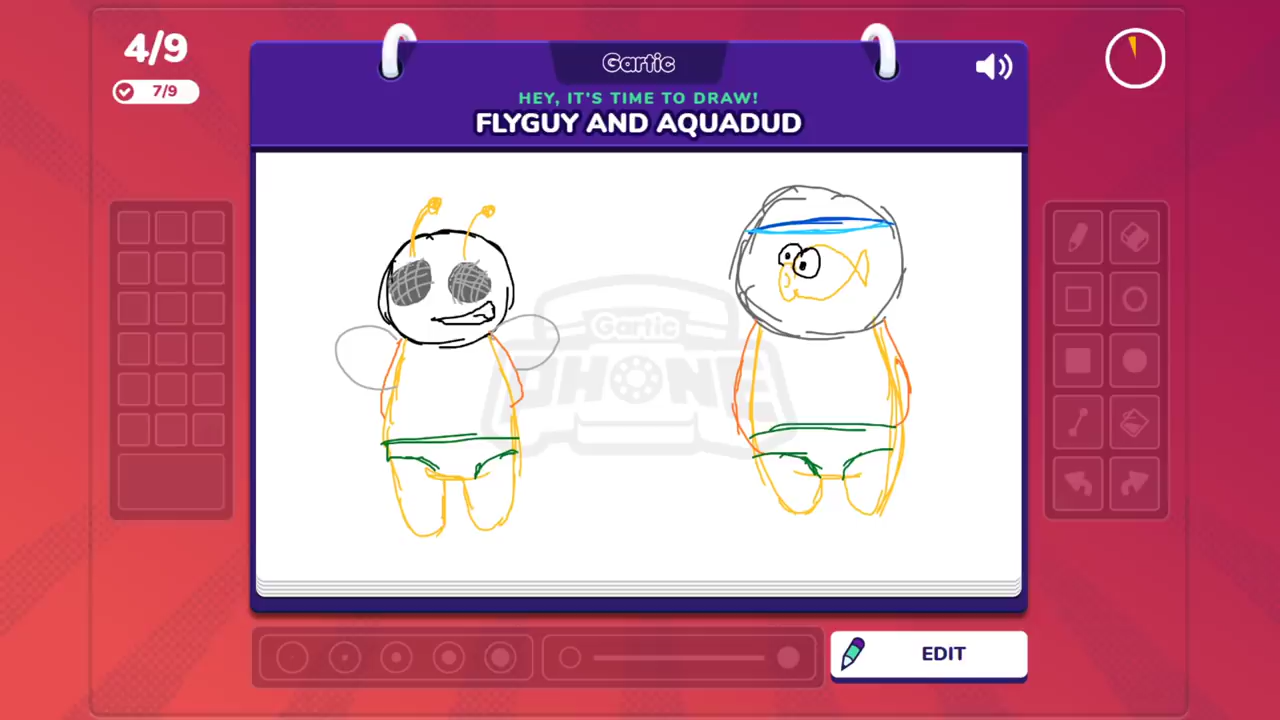 4/9
7/9
Gartic
HEY, IT'S TIME TO DRAW!
FLYGUY AND AQUADUD
Gartic
PHONE
EDIT